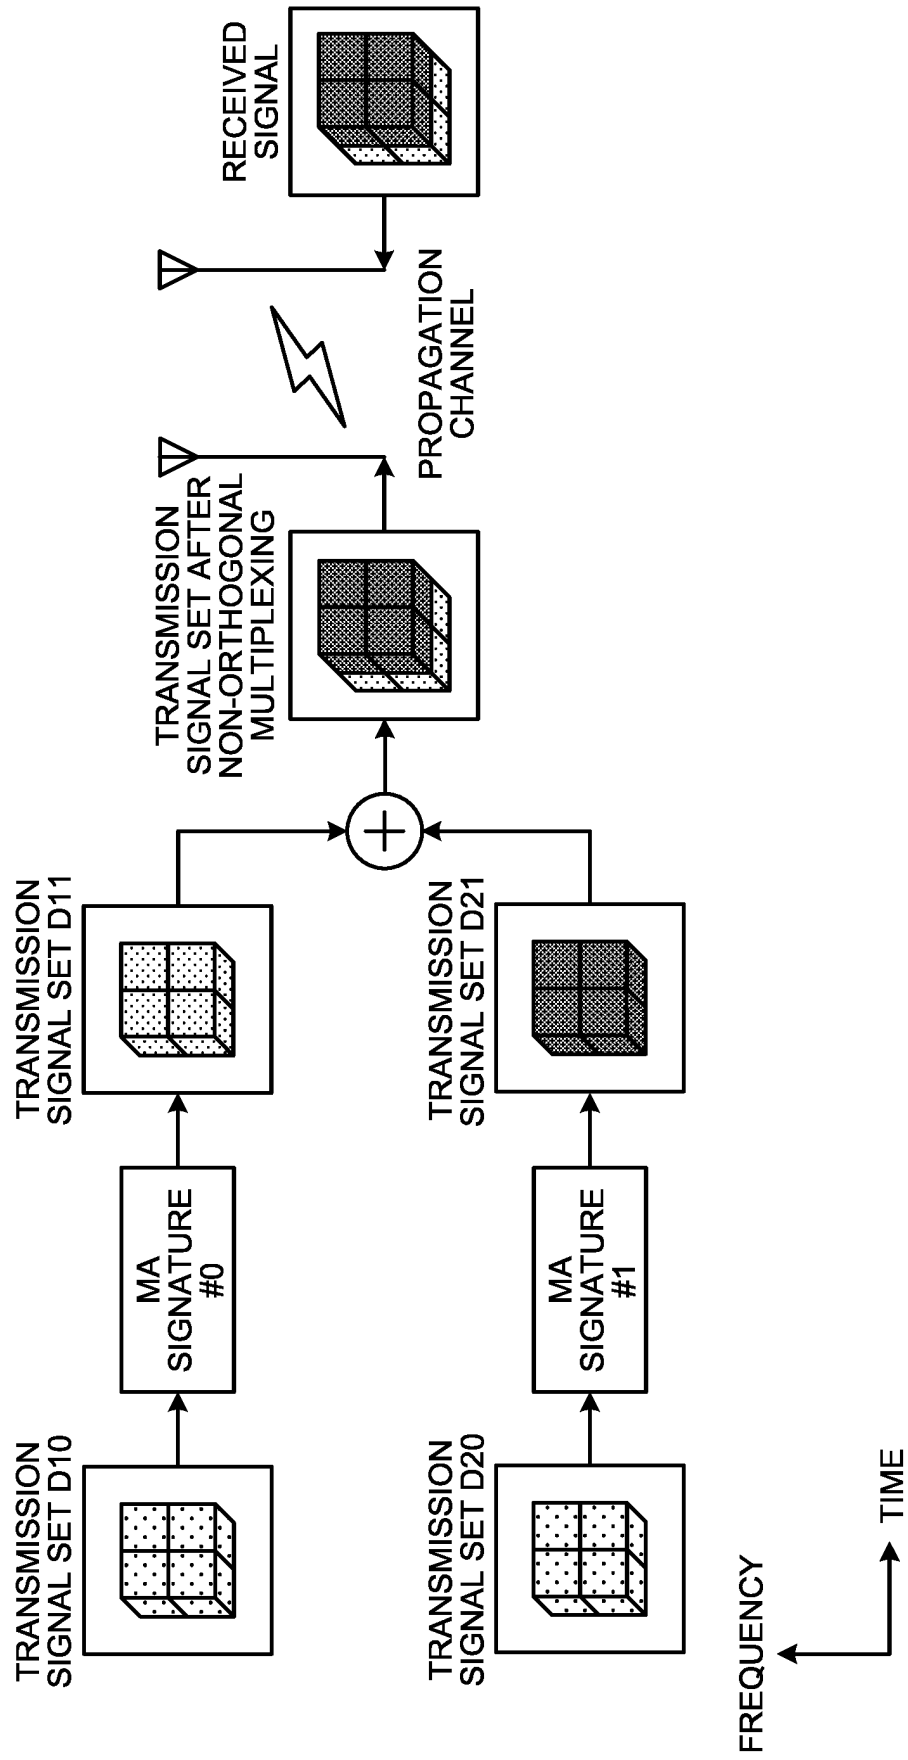 TRANSMISSION
SIGNAL SET D10
MA
SIGNATURE
#0
TRANSMISSION
SIGNAL SET D11
TRANSMISSION
SIGNAL SET D20
MA
SIGNATURE
#1
TRANSMISSION
SIGNAL SET D21
TRANSMISSION
SIGNAL SET AFTER
NON-ORTHOGONAL
MULTIPLEXING
PROPAGATION
CHANNEL
RECEIVED
SIGNAL
FREQUENCY
TIME